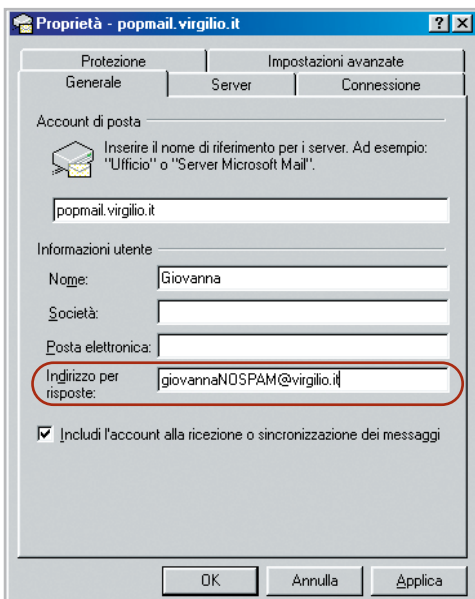 Proprietà - popmail.virgilio.it
Protezione
Impostazioni avanzate
Generale
Server
Connessione
Account di posta
Inserire il nome di riferimento per i server. Ad esempio:
"Ufficio" o "Server Microsoft Mail".
popmail.virgilio.it
Informazioni utente
Nome:
Giovanna
Società:
Posta elettronica:
Indirizzo per
risposte:
giovannaNOSPAM@virgilio.it
Includi l'account alla ricezione o sincronizzazione dei messaggi
OK
Annulla
Applica